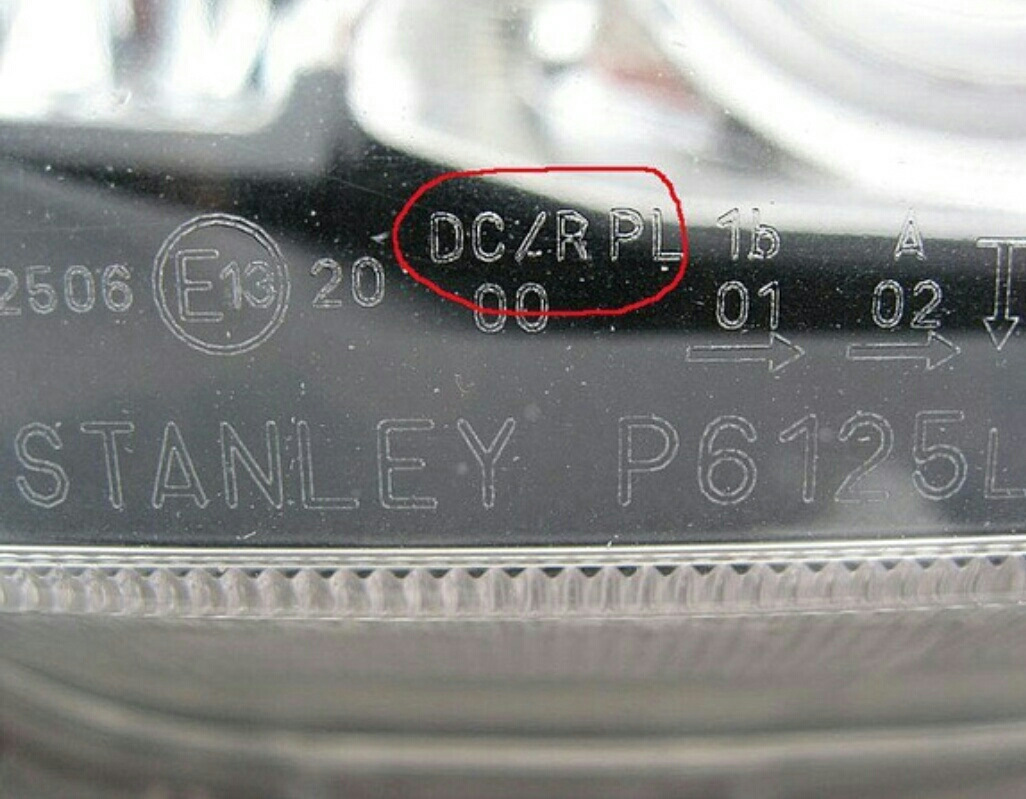 2506 E13 20 DC/R PL 1b A
00 01 02
STANLEY P6125L